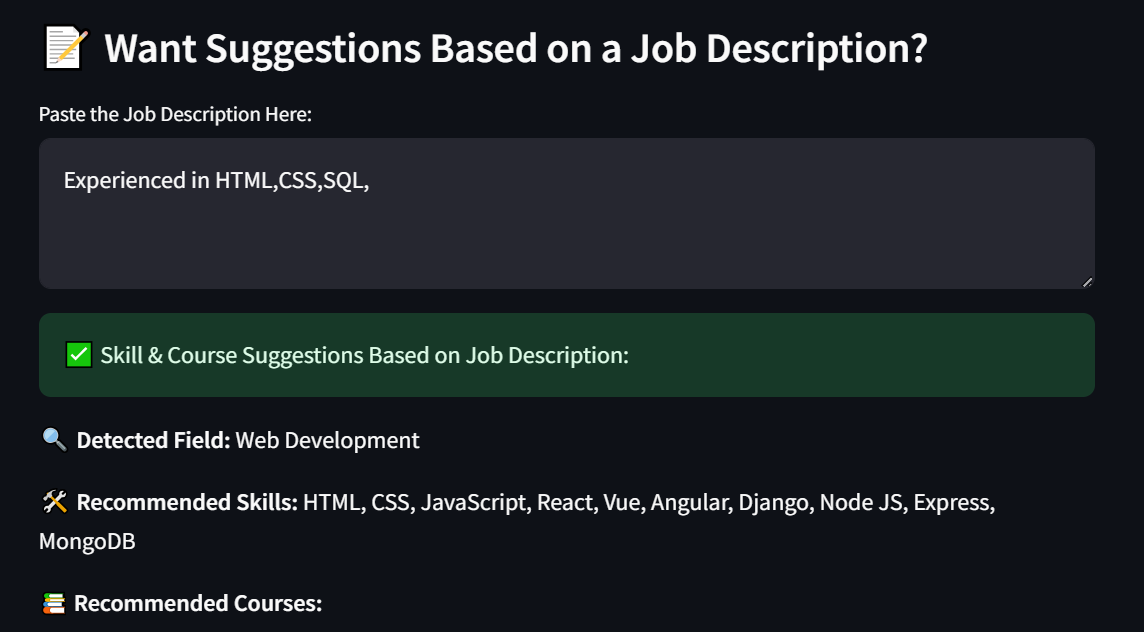 📝 Want Suggestions Based on a Job Description?
Paste the Job Description Here:
Experienced in HTML,CSS,SQL,
✅ Skill & Course Suggestions Based on Job Description:
🔍 Detected Field: Web Development
🛠️ Recommended Skills: HTML, CSS, JavaScript, React, Vue, Angular, Django, Node JS, Express,
MongoDB
📚 Recommended Courses: